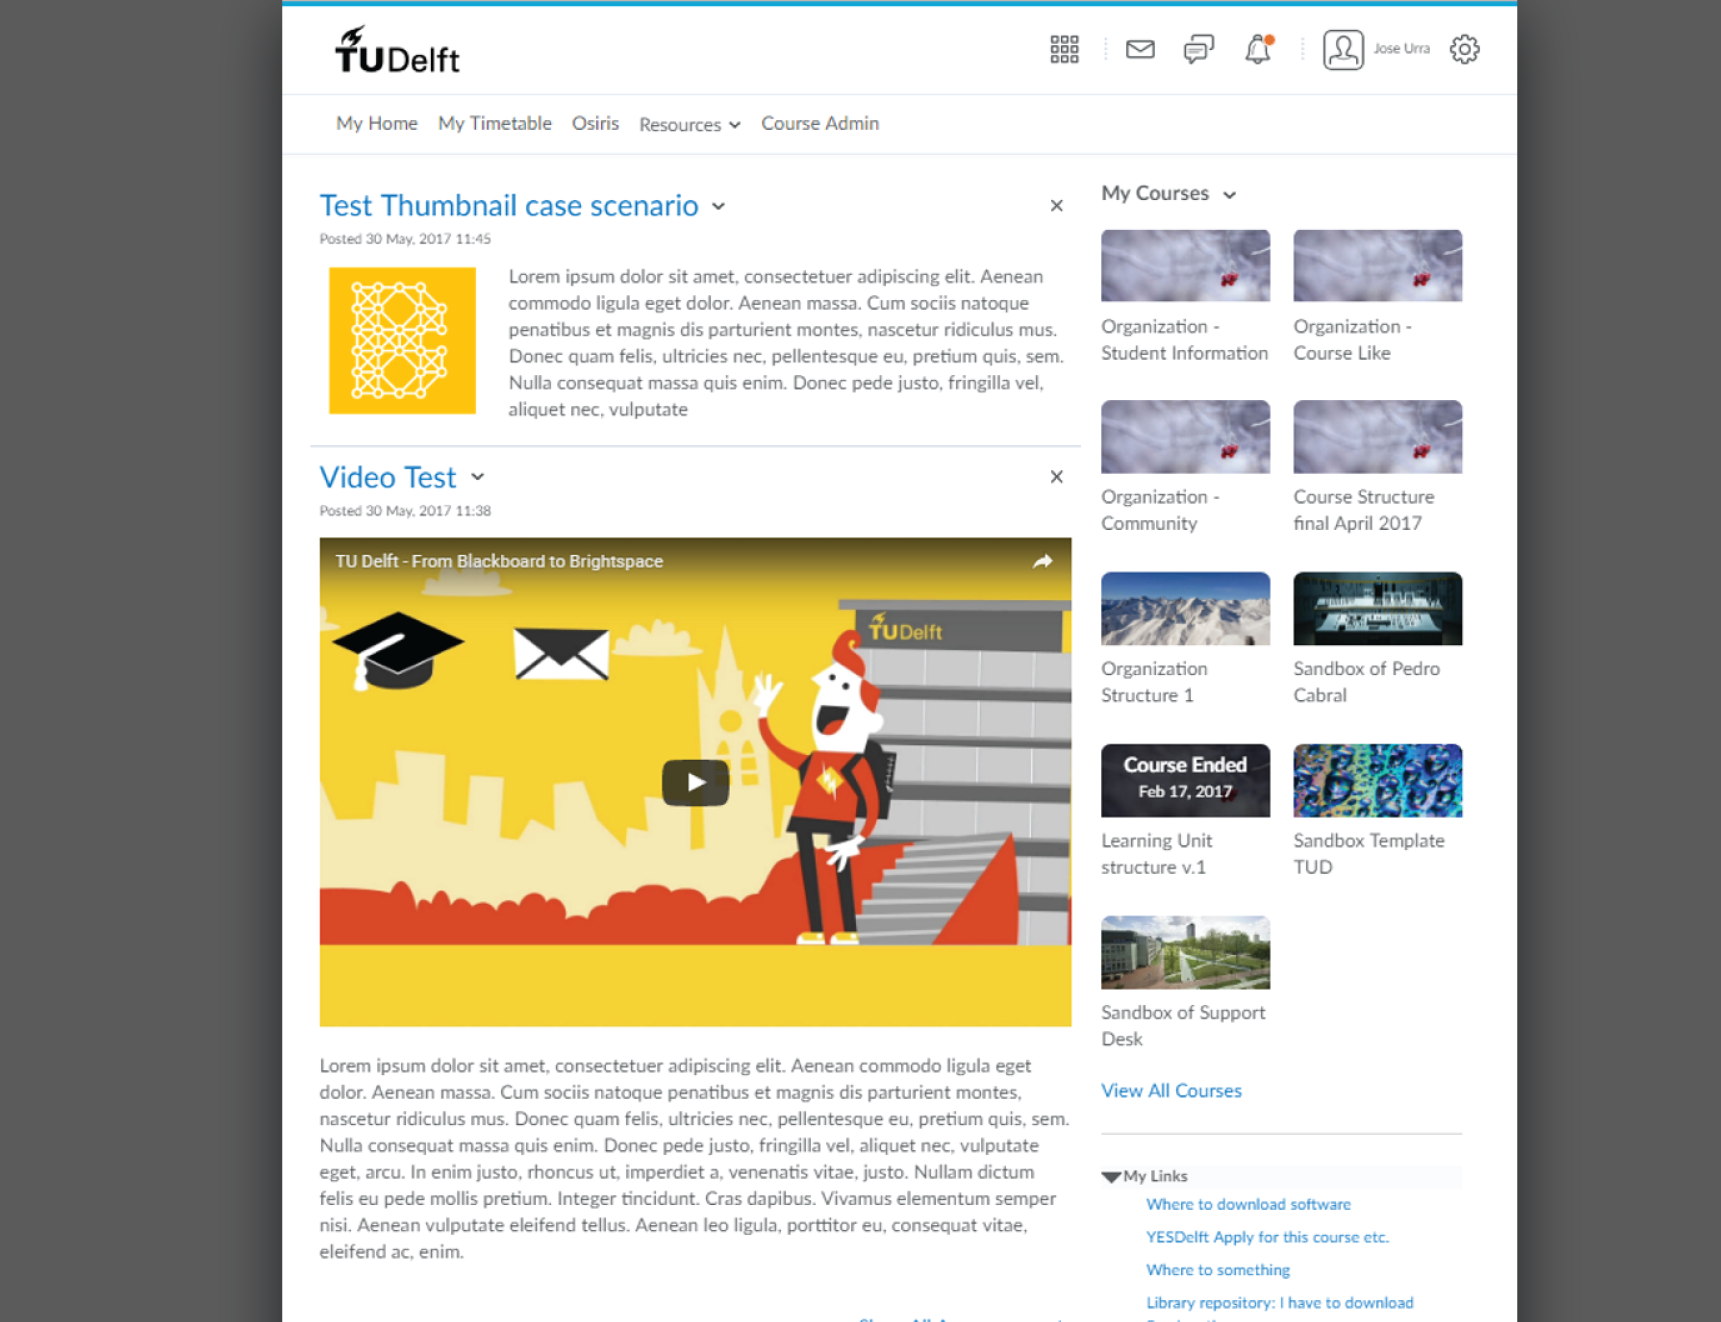 TUDelft
Jose Urra
My Home My Timetable Osiris Resources Course Admin
Test Thumbnail case scenario
Posted 30 May, 2017 11:45
Lorem ipsum dolor sit amet, consectetuer adipiscing elit. Aenean
commodo ligula eget dolor. Aenean massa. Cum sociis natoque
penatibus et magnis dis parturient montes, nascetur ridiculus mus.
Donec quam felis, ultricies nec, pellentesque eu, pretium quis, sem.
Nulla consequat massa quis enim. Donec pede justo, fringilla vel,
aliquet nec, vulputate
Video Test
Posted 30 May, 2017 11:38
TU Delft - From Blackboard to Brightspace
TUDelft
Lorem ipsum dolor sit amet, consectetuer adipiscing elit. Aenean commodo ligula eget
dolor. Aenean massa. Cum sociis natoque penatibus et magnis dis parturient montes,
nascetur ridiculus mus. Donec quam felis, ultricies nec, pellentesque eu, pretium quis, sem.
Nulla consequat massa quis enim. Donec pede justo, fringilla vel, aliquet nec, vulputate
eget, arcu. In enim justo, rhoncus ut, imperdiet a, venenatis vitae, justo. Nullam dictum
felis eu pede mollis pretium. Integer tincidunt. Cras dapibus. Vivamus elementum semper
nisi. Aenean vulputate eleifend tellus. Aenean leo ligula, porttitor eu, consequat vitae,
eleifend ac, enim.
My Courses
Organization -
Student Information
Organization -
Course Like
Organization -
Community
Course Structure
final April 2017
Organization
Structure 1
Sandbox of Pedro
Cabral
Course Ended
Feb 17, 2017
Learning Unit
structure v.1
Sandbox Template
TUD
Sandbox of Support
Desk
View All Courses
My Links
Where to download software
YESDelft Apply for this course etc.
Where to something
Library repository: I have to download